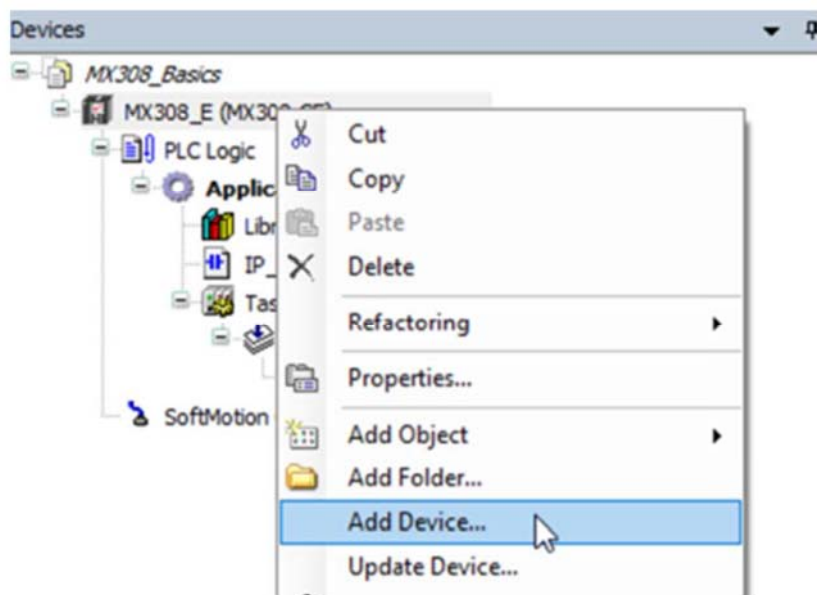 Devices
MX308_Basics
MX308_E (MX300
PLC Logic
Applic
Libr
IP_
Tas
SoftMotion
Cut
Copy
Paste
Delete
Refactoring
Properties...
Add Object
Add Folder...
Add Device...
Update Device...